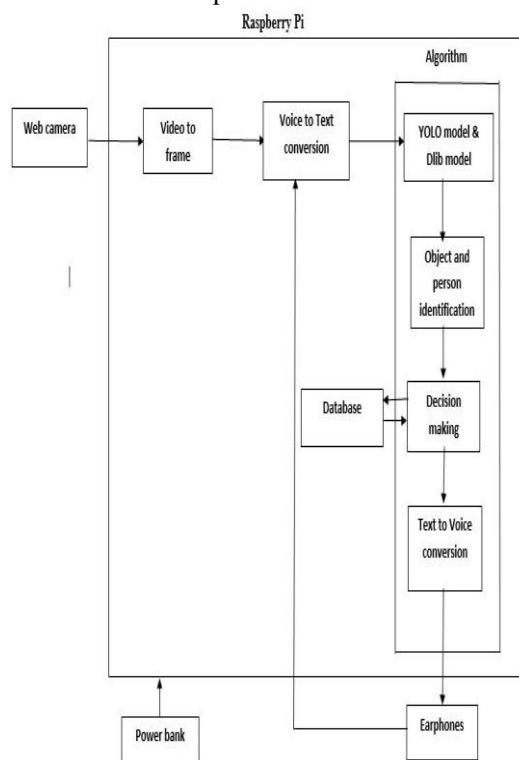 Raspberry Pi
Algorithm
Web camera
Video to
frame
Voice to Text
conversion
YOLO model &
Dlib model
Object and
person
identification
Database
Decision
making
Text to Voice
conversion
Power bank
Earphones